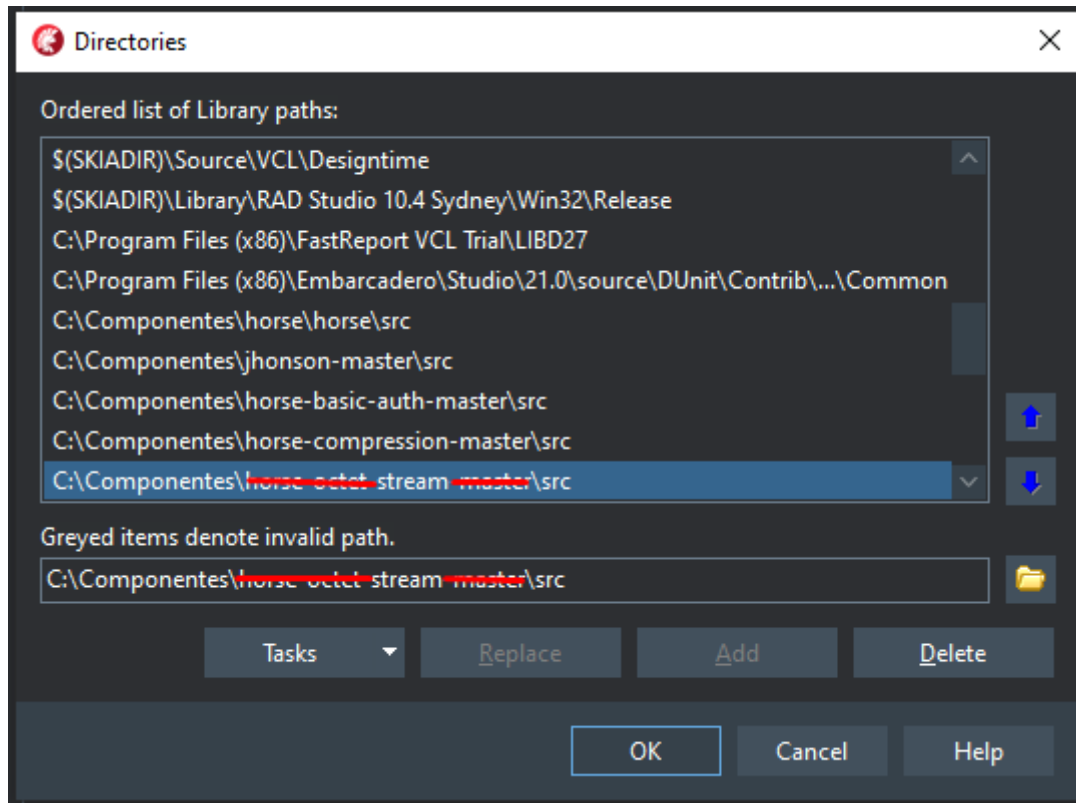 Directories
Ordered list of Library paths:
$(SKIADIR)\Source\VCL\Designtime
$(SKIADIR)\Library\RAD Studio 10.4 Sydney\Win32\Release
C:\Program Files (x86)\FastReport VCL Trial\LIBD27
C:\Program Files (x86)\Embarcadero\Studio\21.0\source\DUnit\Contrib\...\Common
C:\Componentes\horse\horse\src
C:\Componentes\jhonson-master\src
C:\Componentes\horse-basic-auth-master\src
C:\Componentes\horse-compression-master\src
C:\Componentes\horse-octet-stream-master\src
Greyed items denote invalid path.
C:\Componentes\horse-octet-stream-master\src
Tasks Replace Add Delete
OK Cancel Help